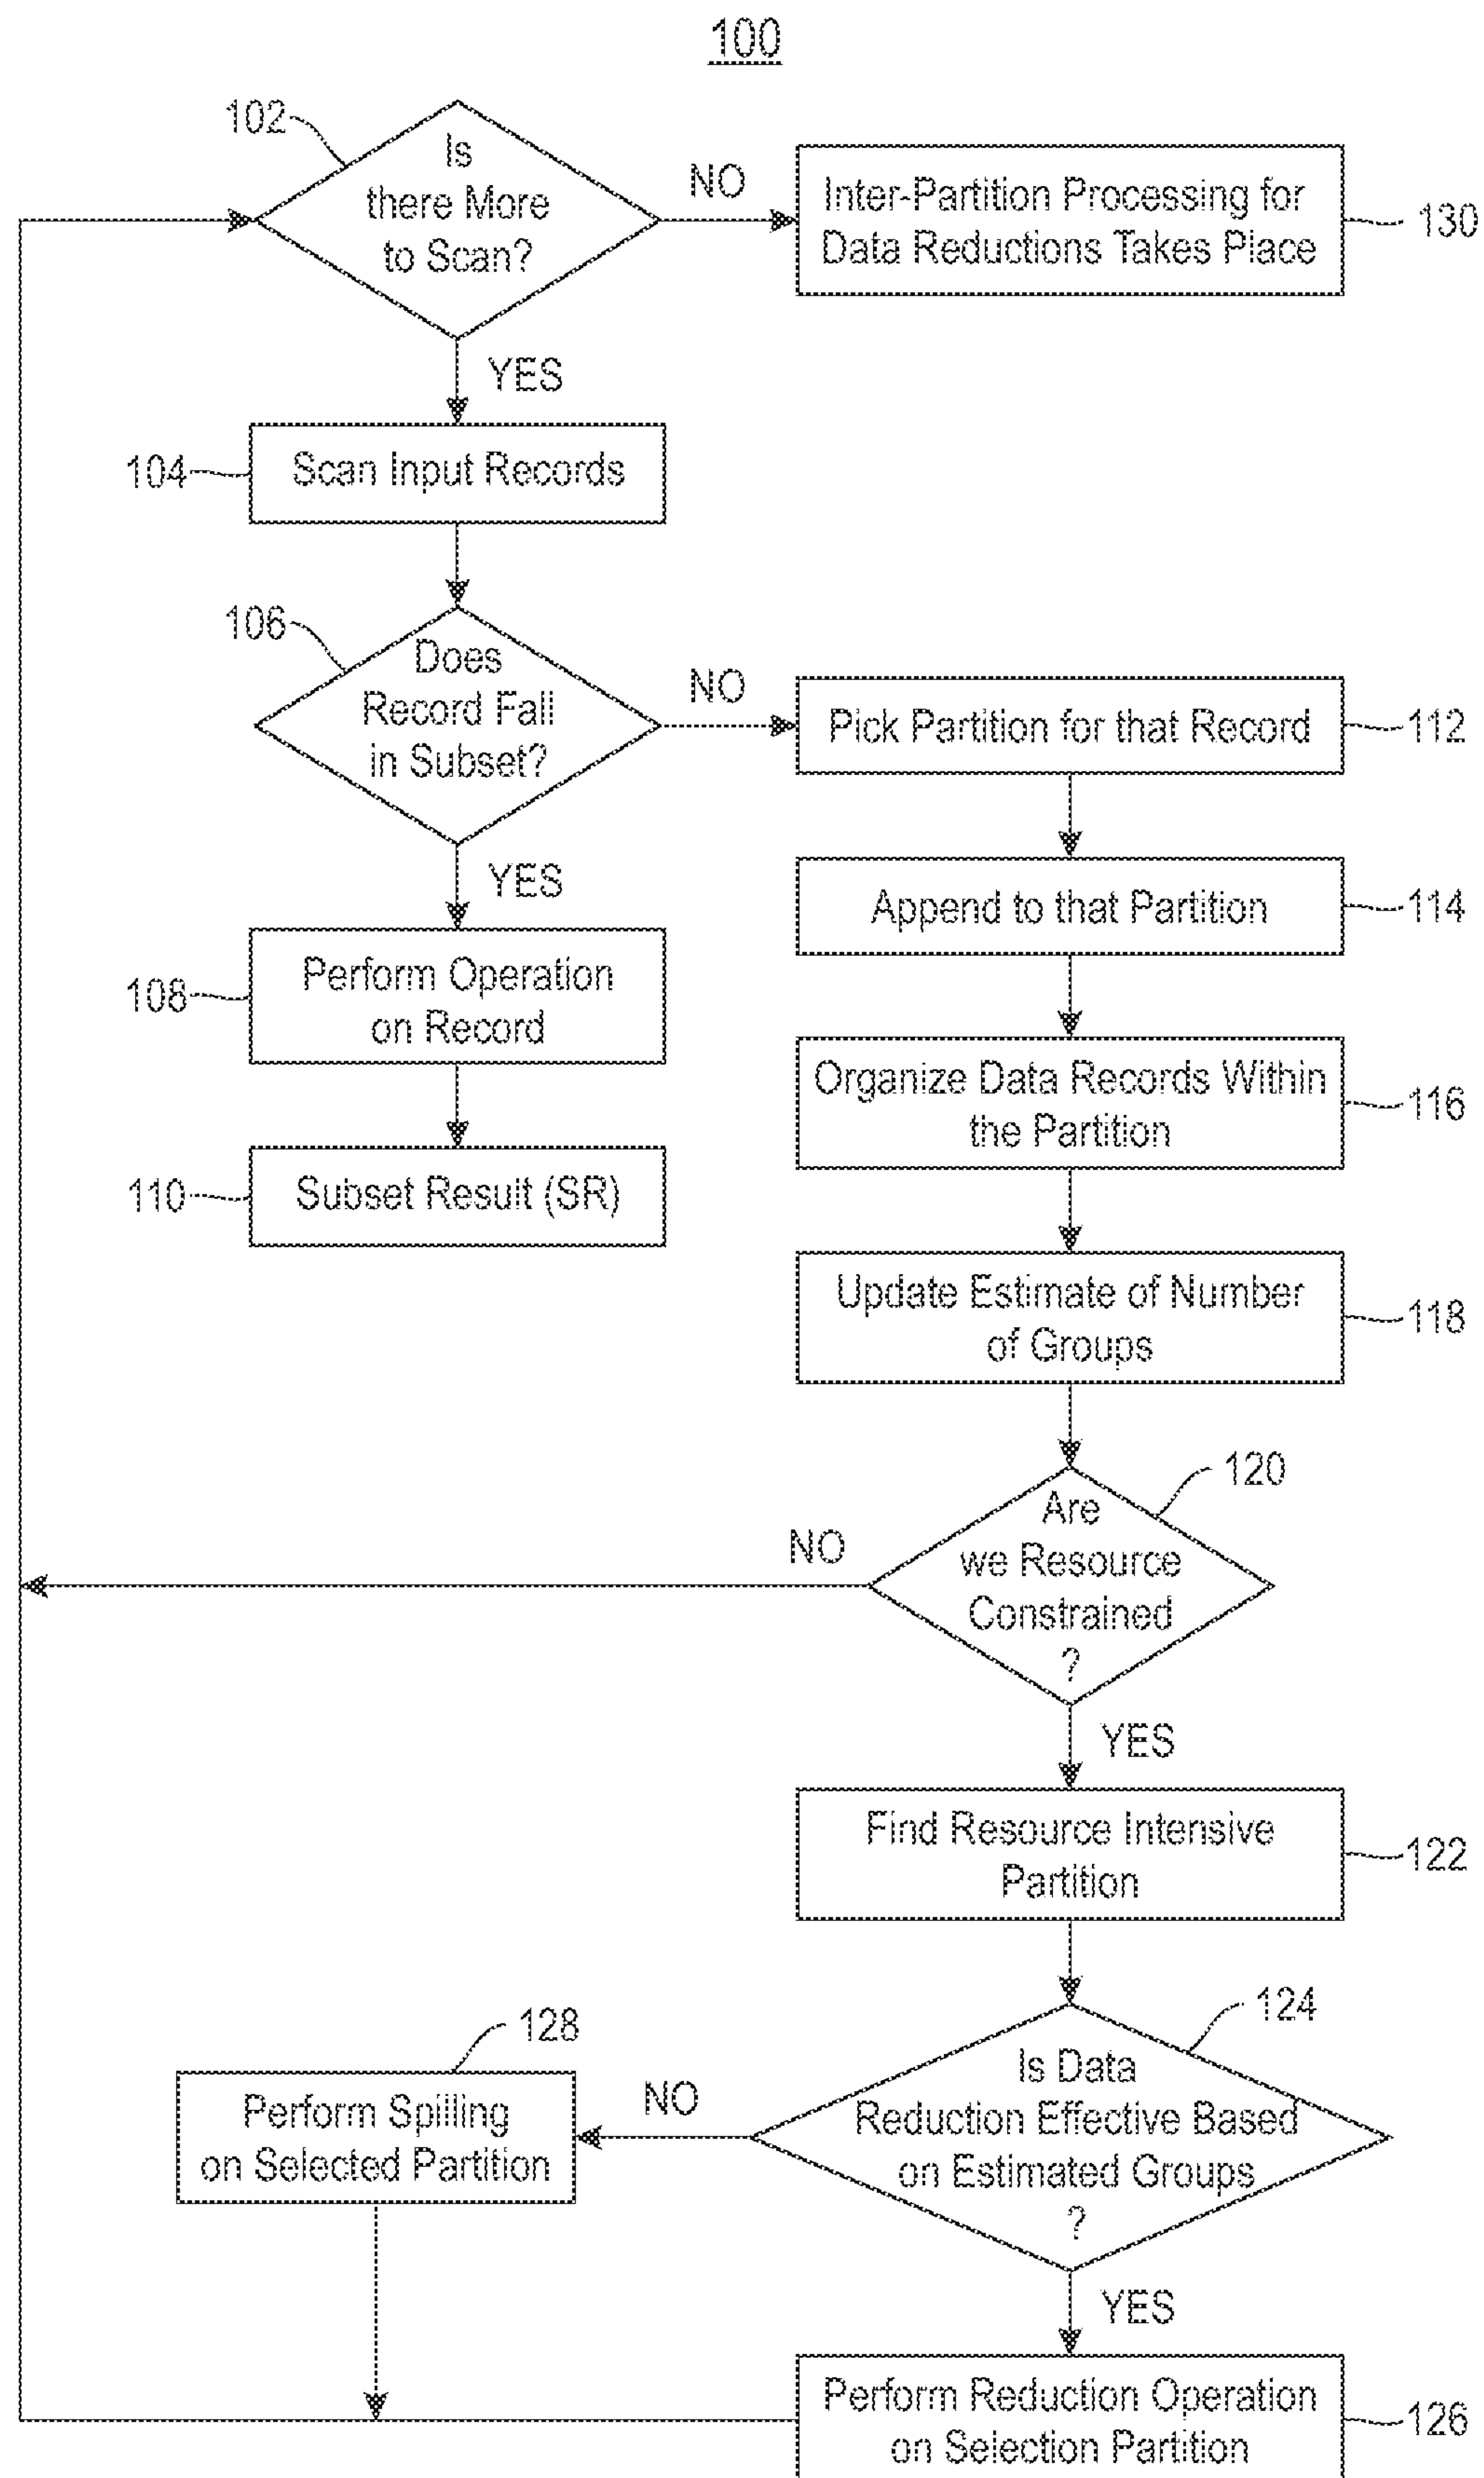 100
102
Is
there More
to Scan?
NO
Inter-Partition Processing for
Data Reductions Takes Place
130
YES
104
Scan Input Records
106
Does
Record Fall
in Subset?
NO
Pick Partition for that Record
112
YES
Append to that Partition
114
108
Perform Operation
on Record
Organize Data Records Within
the Partition
116
110
Subset Result (SR)
Update Estimate of Number
of Groups
118
120
Are
we Resource
Constrained
?
NO
YES
Find Resource Intensive
Partition
122
124
Is Data
Reduction Effective Based
on Estimated Groups
?
NO
128
Perform Spilling
on Selected Partition
YES
Perform Reduction Operation
on Selection Partition
126